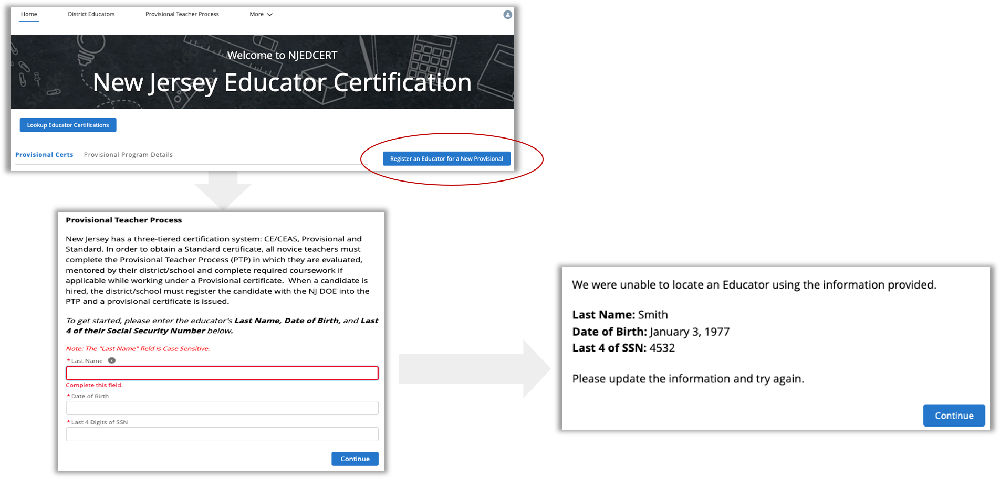 Home District Educators Provisional Teacher Process More
Welcome to NJEDCERT
New Jersey Educator Certification
Lookup Educator Certifications
Provisional Certs Provisional Program Details
Register an Educator for a New Provisional
Provisional Teacher Process
New Jersey has a three-tiered certification system: CE/CEAS, Provisional and
Standard. In order to obtain a Standard certificate, all novice teachers must
complete the Provisional Teacher Process (PTP) in which they are evaluated,
mentored by their district/school and complete required coursework if
applicable while working under a Provisional certificate.  When a candidate is
hired, the district/school must register the candidate with the NJ DOE into the
PTP and a provisional certificate is issued.
To get started, please enter the educator's Last Name, Date of Birth, and Last
4 of their Social Security Number below.
Note: The "Last Name" field is Case Sensitive.
* Last Name
Complete this field.
* Date of Birth
* Last 4 Digits of SSN
Continue
We were unable to locate an Educator using the information provided.
Last Name: Smith
Date of Birth: January 3, 1977
Last 4 of SSN: 4532
Please update the information and try again.
Continue